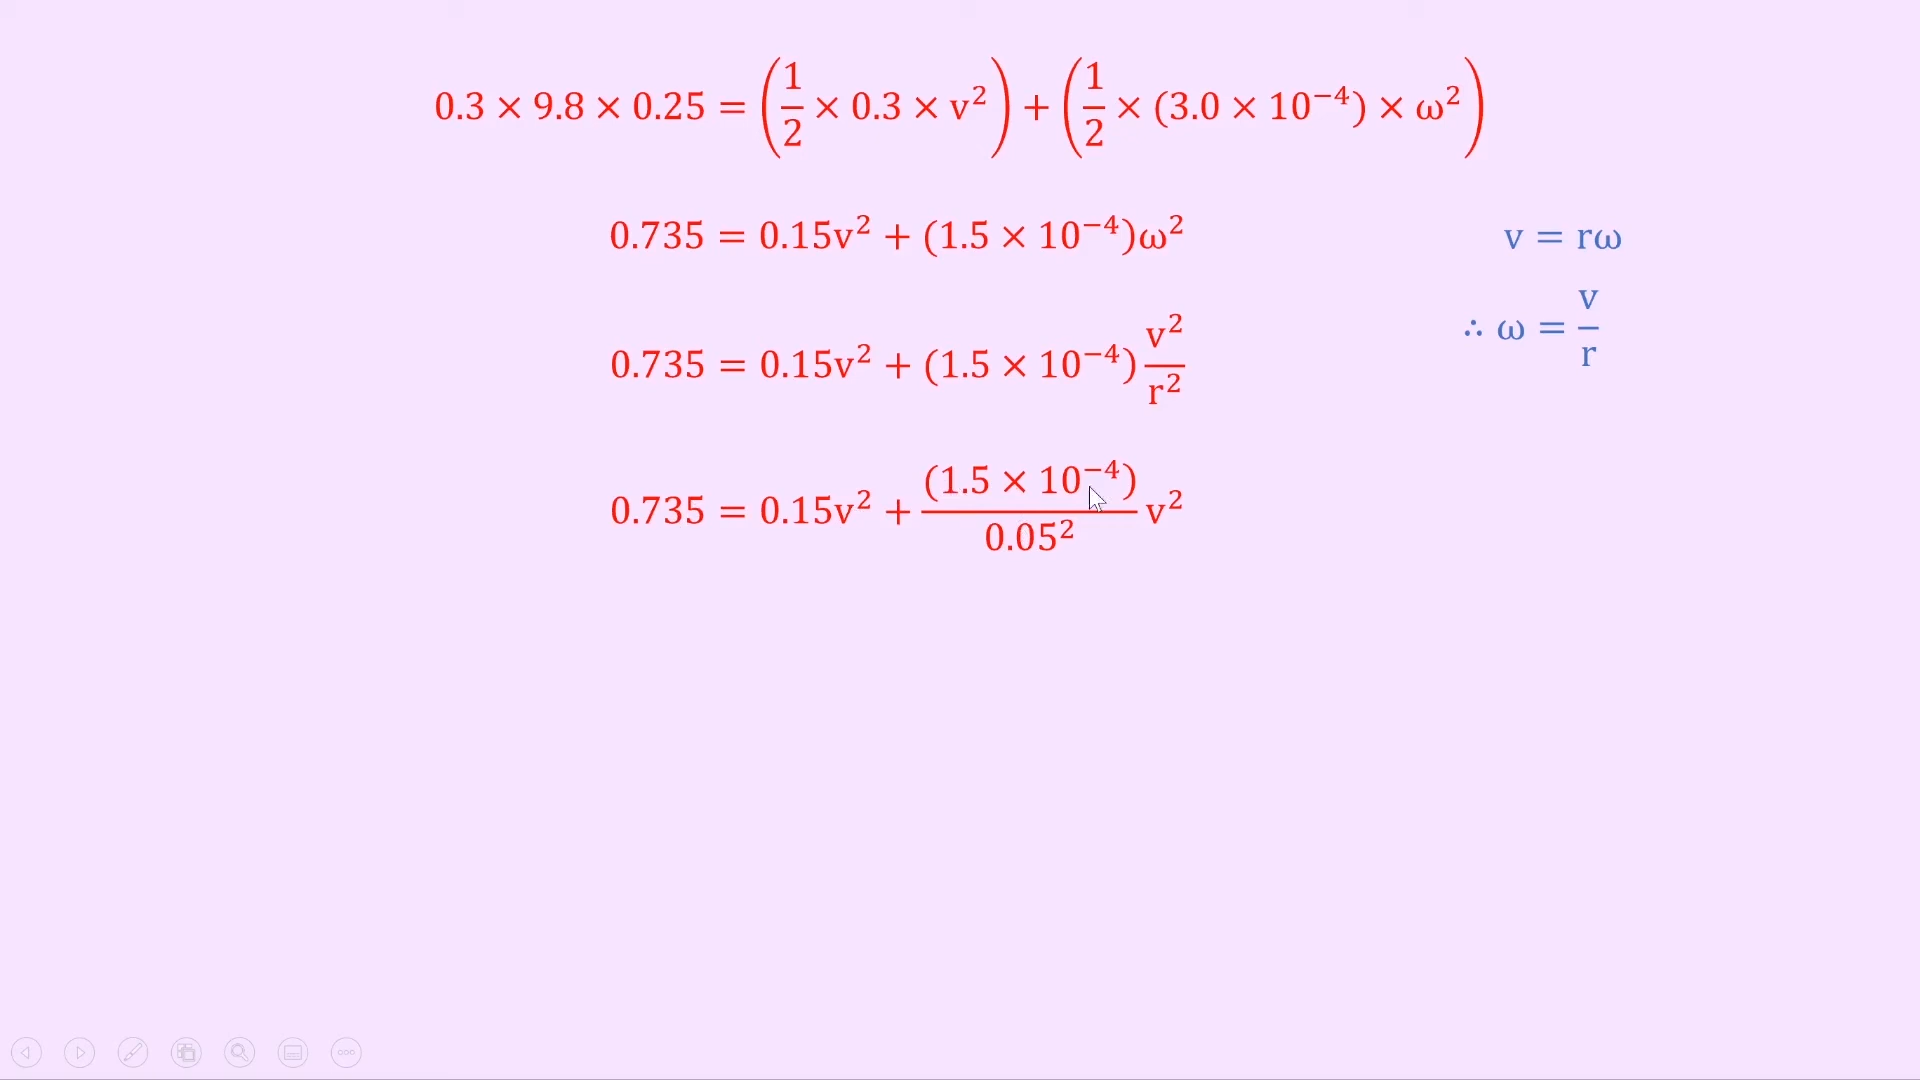 0.3 × 9.8 × 0.25 = (1/2 × 0.3 × v²) + (1/2 × (3.0 × 10⁻⁴) × ω²)
0.735 = 0.15v² + (1.5 × 10⁻⁴)ω²
v = rω
∴ ω = v/r
0.735 = 0.15v² + (1.5 × 10⁻⁴) v²/r²
0.735 = 0.15v² + (1.5 × 10⁻⁴)/0.05² v²